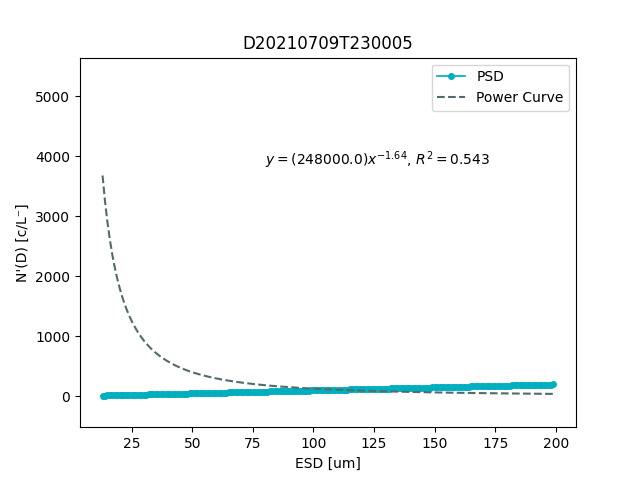 D20210709T230005
PSD
Power Curve
y = (248000.0)x^{-1.64}, R^2 = 0.543
5000
4000
3000
2000
1000
0
N'(D) [c/L⁻]
25 50 75 100 125 150 175 200
ESD [um]